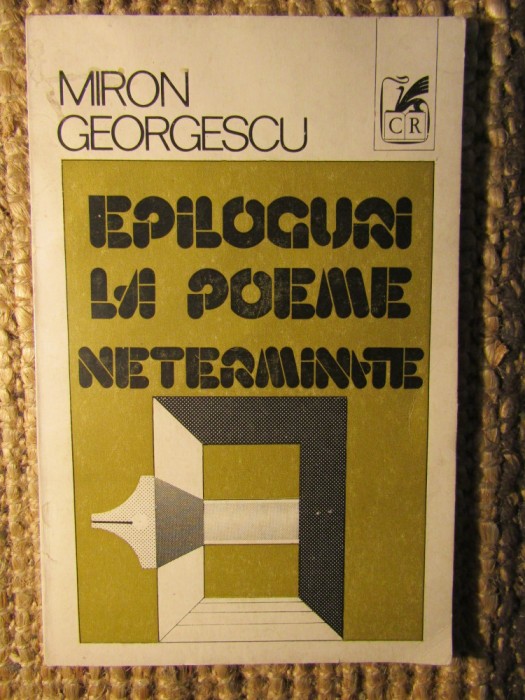 MIRON
GEORGESCU
CR
EPILOGURI
LA POEME
NETERMINATE